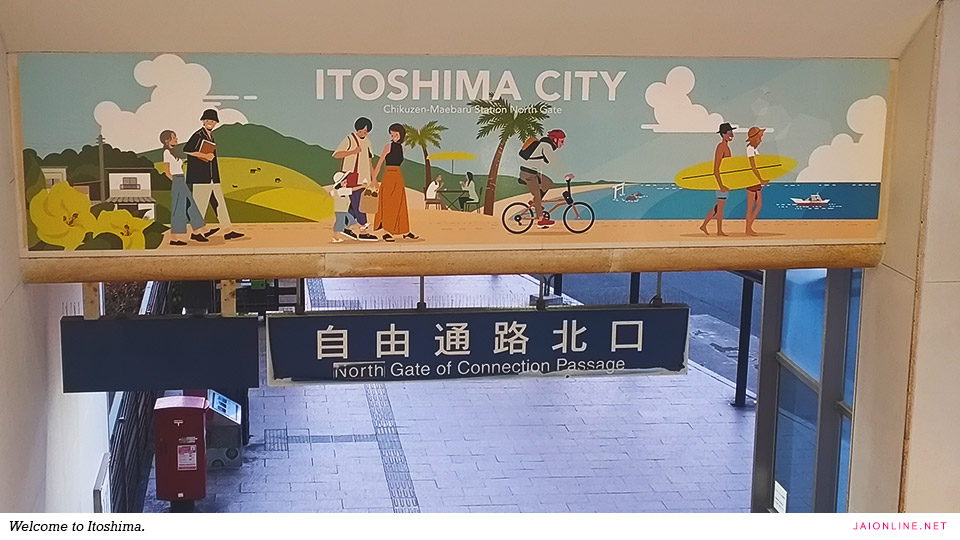 ITOSHIMA CITY
Chikuzen-Maebaru Station North Gate
自由通路北口
North Gate of Connection Passage
Welcome to Itoshima.
JAIONLINE.NET